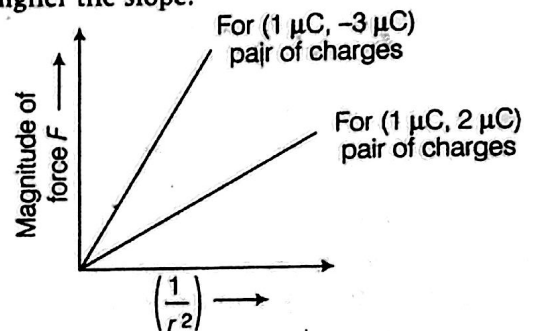 igher the slope.
For (1 μC, –3 μC)
pair of charges
For (1 μC, 2 μC)
pair of charges
Magnitude of
force F
(1/r²)